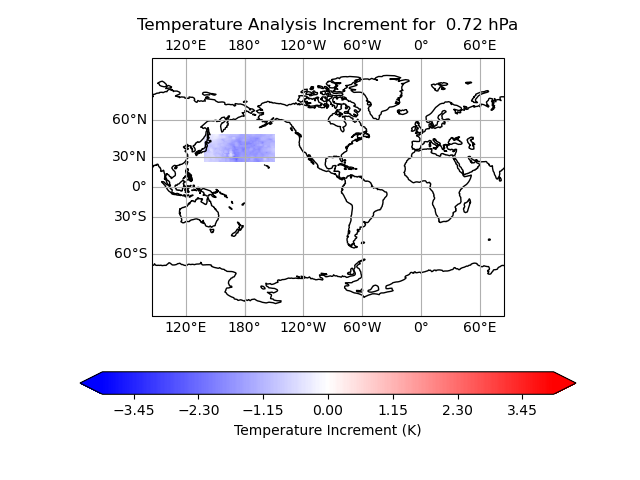 Temperature Analysis Increment for  0.72 hPa
120°E 180° 120°W 60°W 0° 60°E
60°N
30°N
0°
30°S
60°S
120°E 180° 120°W 60°W 0° 60°E
−3.45 −2.30 −1.15 0.00 1.15 2.30 3.45
Temperature Increment (K)